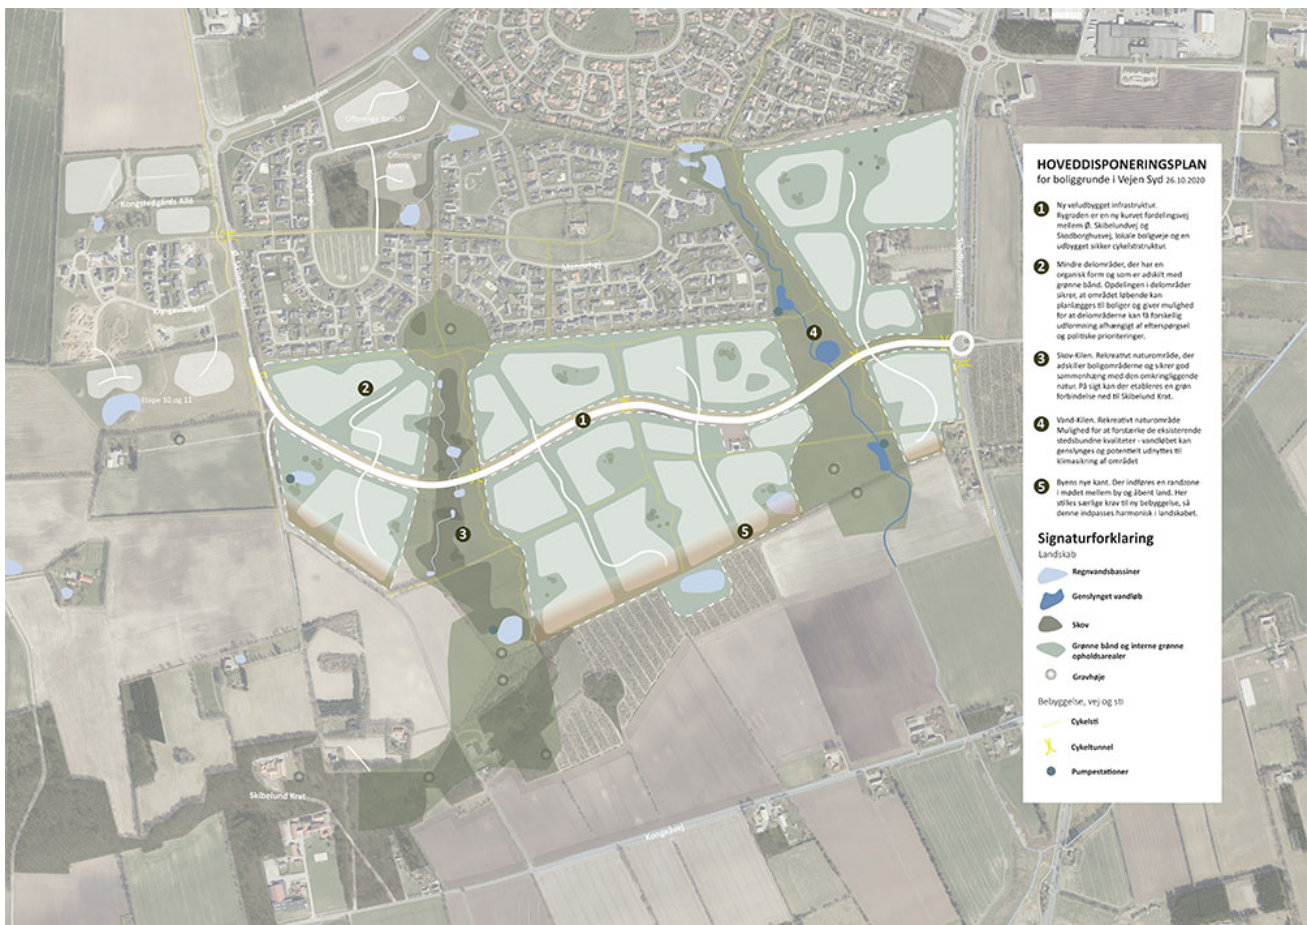 Baulevangen
Offentlige formål
Offentlige
Kongstedgårds Allé
Etape 10 og 11
Skibelund Krat
Kongeåvej
HOVEDDISPONERINGSPLAN
for boliggrunde i Vejen Syd 26.10.2020
1
Ny veludbygget infrastruktur.
Rygraden er en ny kurvet fordelingsvej
mellem Ø. Skibelundvej og
Skodborghusvej, lokale boligveje og en
udbygget sikker cykelstistruktur.
2
Mindre delområder, der har en
organisk form og som er adskilt med
grønne bånd. Opdelingen i delområder
sikrer, at området løbende kan
planlægges til boliger og giver mulighed
for at delområderne kan få forskellig
udformning afhængigt af efterspørgsel
og politiske prioriteringer.
3
Skov-Kilen. Rekreativt naturområde, der
adskiller boligområderne og sikrer god
sammenhæng med den omkringliggende
natur. På sigt kan der etableres en grøn
forbindelse ned til Skibelund Krat.
4
Vand-Kilen. Rekreativt naturområde
Mulighed for at forstærke de eksisterende
stedsbundne kvaliteter - vandløbet kan
genslynges og potentielt udnyttes til
klimasikring af området
5
Byens nye kant. Der indføres en randzone
i mødet mellem by og åbent land. Her
stilles særlige krav til ny bebyggelse, så
denne indpasses harmonisk i landskabet.
Signaturforklaring
Landskab
Regnvandsbassiner
Genslynget vandløb
Skov
Grønne bånd og interne grønne
opholdsarealer
Gravhøje
Bebyggelse, vej og sti
Cykelsti
Cykeltunnel
Pumpestationer
4
2
1
3
5